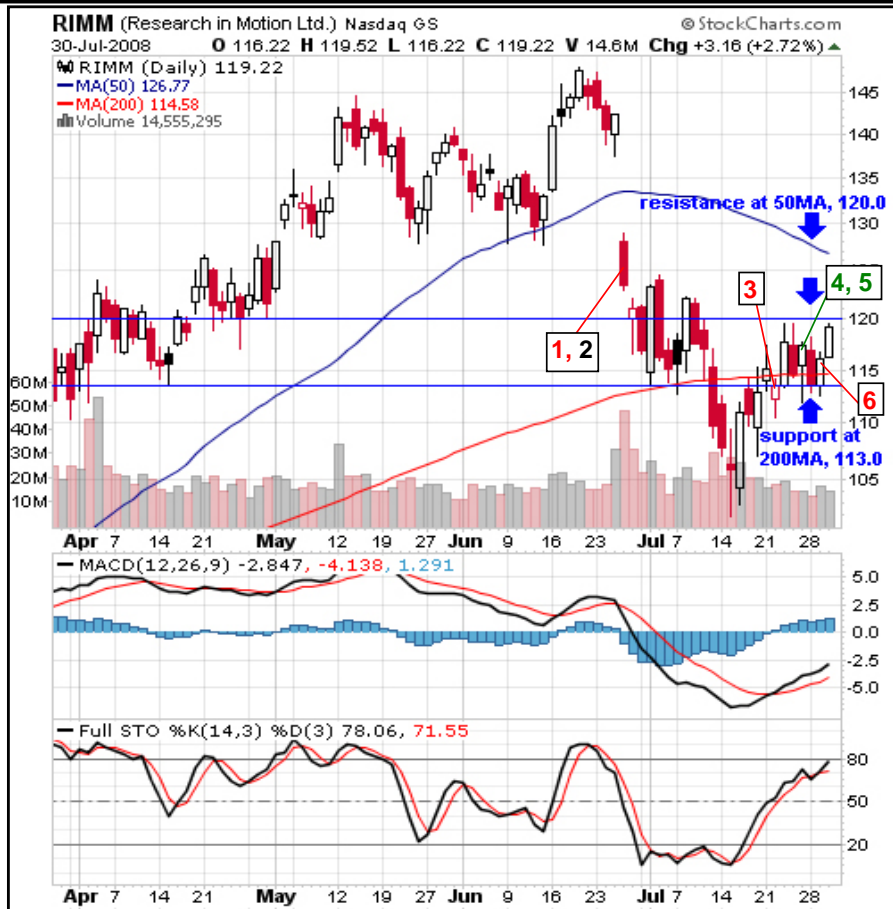 RIMM (Research in Motion Ltd.) Nasdaq GS © StockCharts.com
30-Jul-2008 O 116.22 H 119.52 L 116.22 C 119.22 V 14.6M Chg +3.16 (+2.72%)
RIMM (Daily) 119.22
MA(50) 126.77
MA(200) 114.58
Volume 14,555,295
145
140
135
130
resistance at 50MA, 120.0
4, 5
3
120
1, 2
115
60M
6
50M
110
40M
support at
30M
200MA, 113.0
20M
105
10M
Apr 7 14 21 May 12 19 27 Jun 9 16 23 Jul 7 14 21 28
MACD(12,26,9) -2.847, -4.138, 1.291
5.0
2.5
0.0
-2.5
-5.0
Full STO %K(14,3) %D(3) 78.06, 71.55
80
50
20
Apr 7 14 21 May 12 19 27 Jun 9 16 23 Jul 7 14 21 28